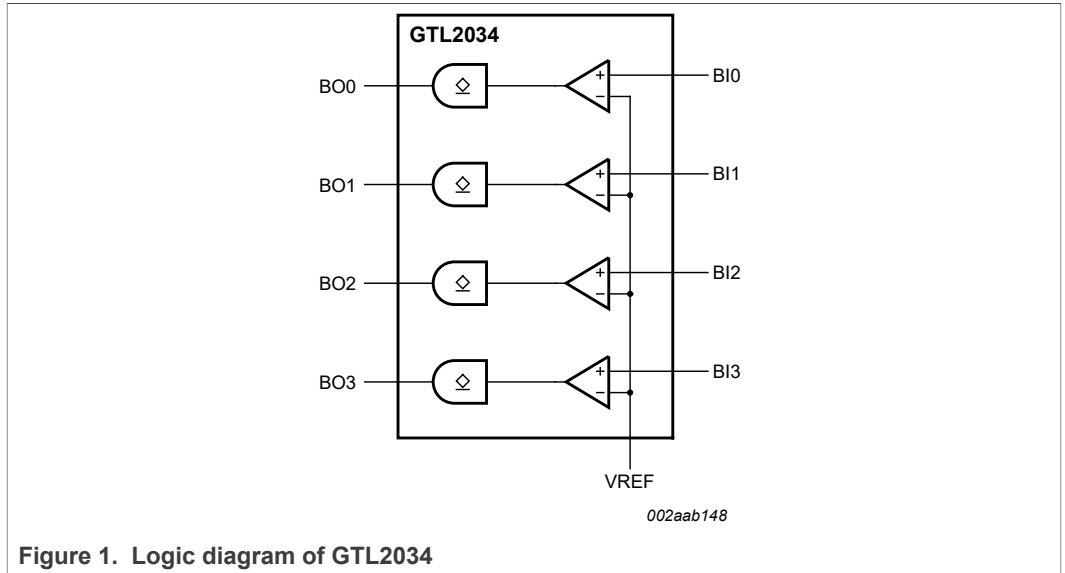 GTL2034
BO0
+
−
BI0
BO1
+
−
BI1
BO2
+
−
BI2
BO3
+
−
BI3
VREF
002aab148
Figure 1. Logic diagram of GTL2034